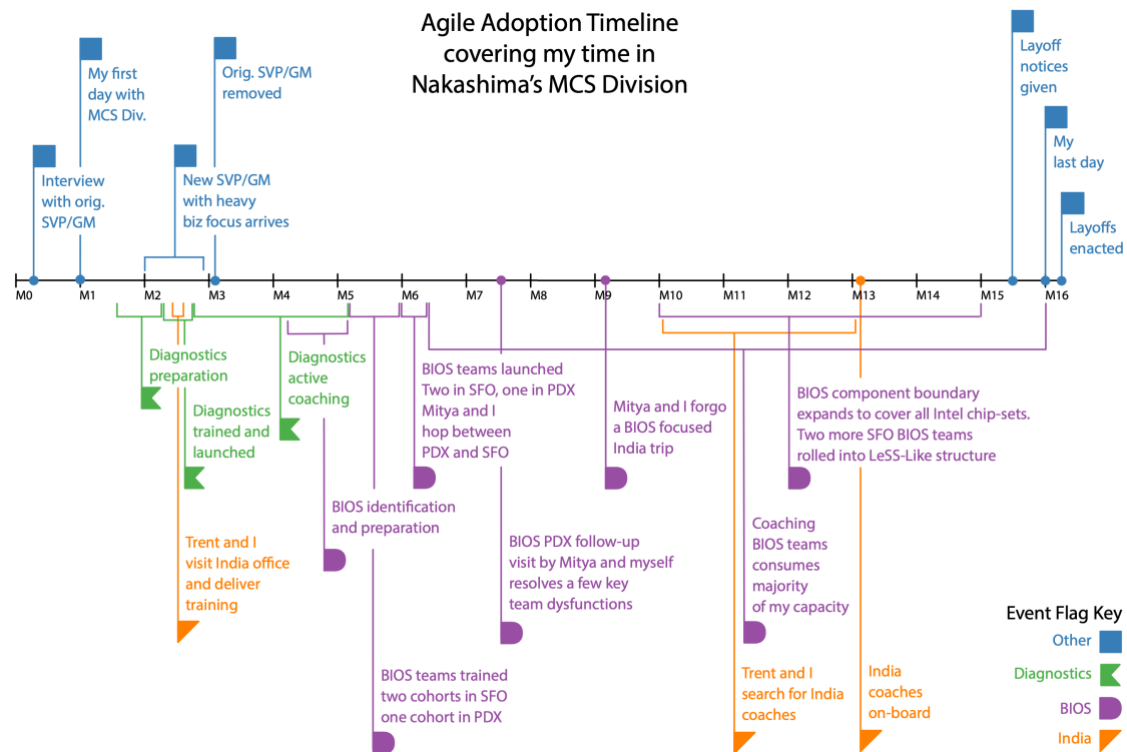 Agile Adoption Timeline
covering my time in
Nakashima's MCS Division
My first
day with
MCS Div.
Orig. SVP/GM
removed
Layoff
notices
given
Interview
with orig.
SVP/GM
New SVP/GM
with heavy
biz focus arrives
My
last day
Layoffs
enacted
M0 M1 M2 M3 M4 M5 M6 M7 M8 M9 M10 M11 M12 M13 M14 M15 M16
Diagnostics
preparation
Diagnostics
trained and
launched
Diagnostics
active
coaching
BIOS teams launched
Two in SFO, one in PDX
Mitya and I
hop between
PDX and SFO
Mitya and I forgo
a BIOS focused
India trip
BIOS component boundary
expands to cover all Intel chip-sets.
Two more SFO BIOS teams
rolled into LeSS-Like structure
BIOS identification
and preparation
Trent and I
visit India office
and deliver
training
BIOS PDX follow-up
visit by Mitya and myself
resolves a few key
team dysfunctions
Coaching
BIOS teams
consumes
majority
of my capacity
BIOS teams trained
two cohorts in SFO
one cohort in PDX
Trent and I
search for India
coaches
India
coaches
on-board
Event Flag Key
Other
Diagnostics
BIOS
India